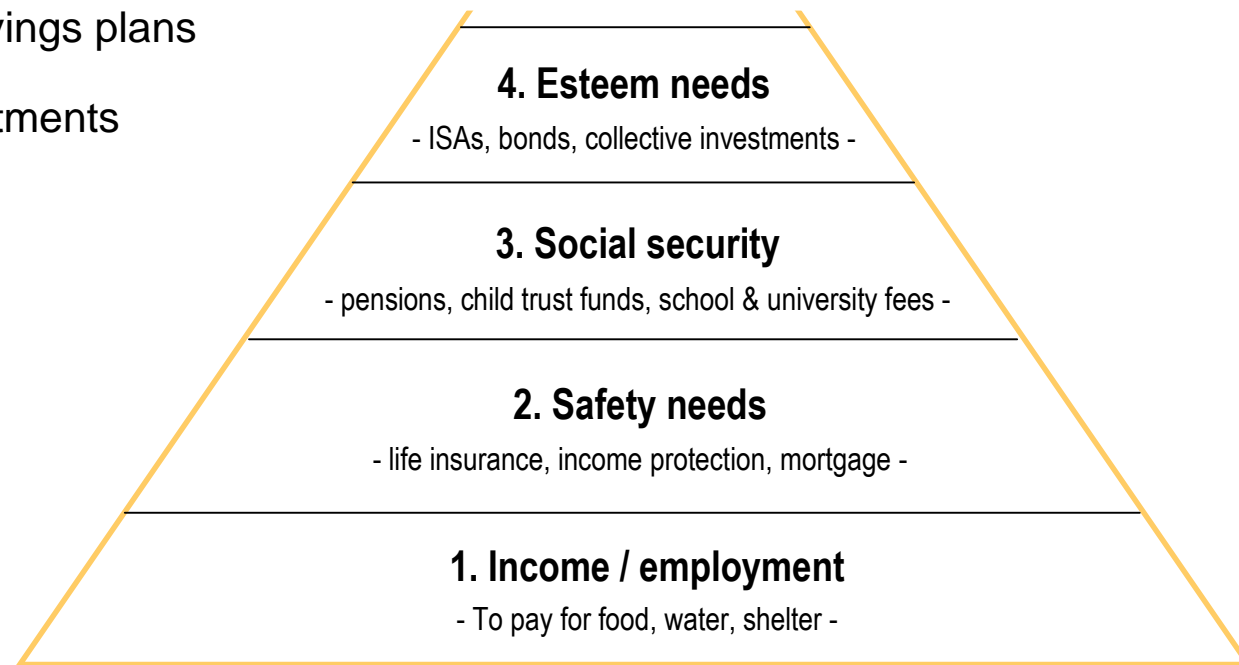 plans
4. Esteem needs
- ISAs, bonds, collective investments -
3. Social security
- pensions, child trust funds, school & university fees -
2. Safety needs
- life insurance, income protection, mortgage -
1. Income / employment
- To pay for food, water, shelter -